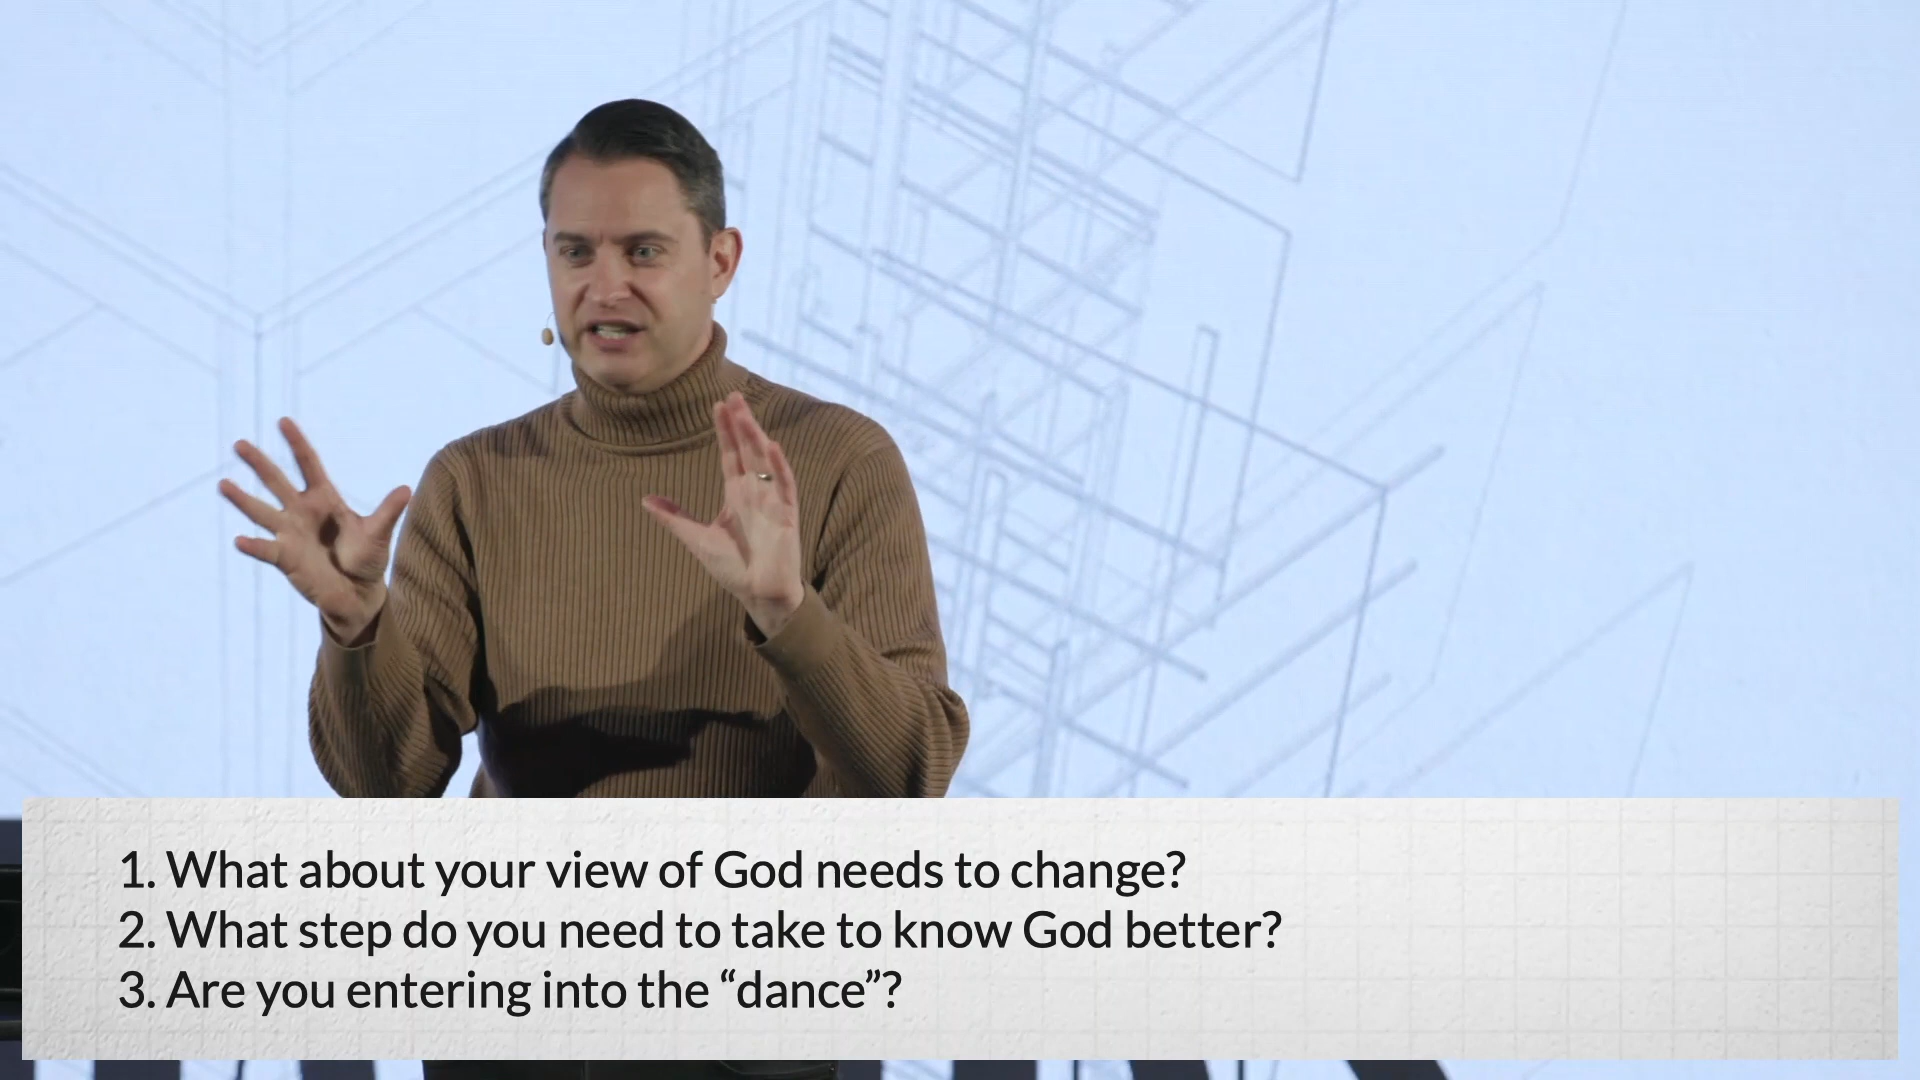 1. What about your view of God needs to change?
2. What step do you need to take to know God better?
3. Are you entering into the “dance”?